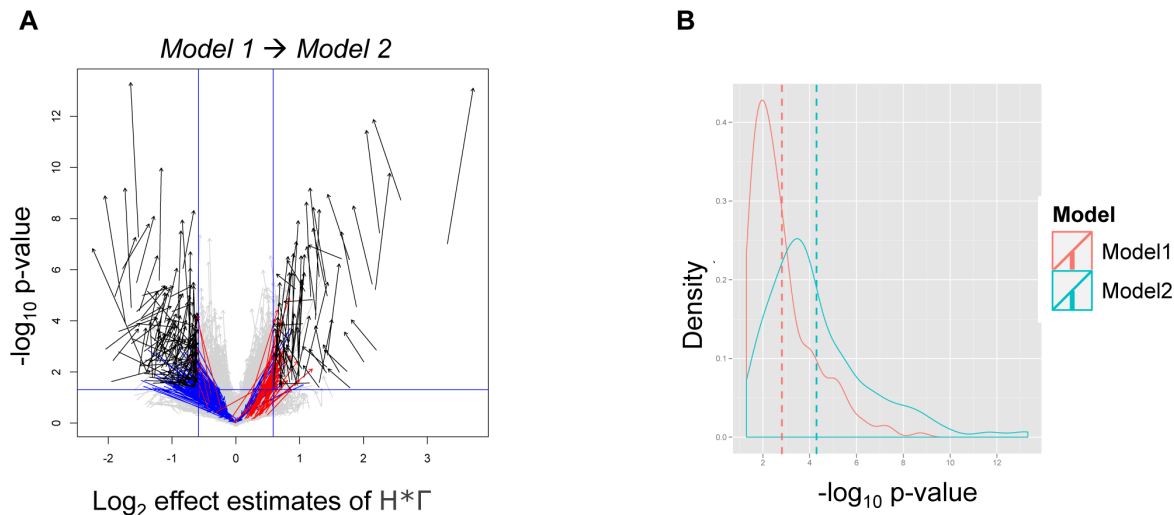 A
Model 1 → Model 2
-log10 p-value
0
2
4
6
8
10
12
-2
-1
0
1
2
3
Log2 effect estimates of H*Γ
B
Density
0.4
0.3
0.2
0.1
0.0
2
4
6
8
10
12
-log10 p-value
Model
Model1
Model2